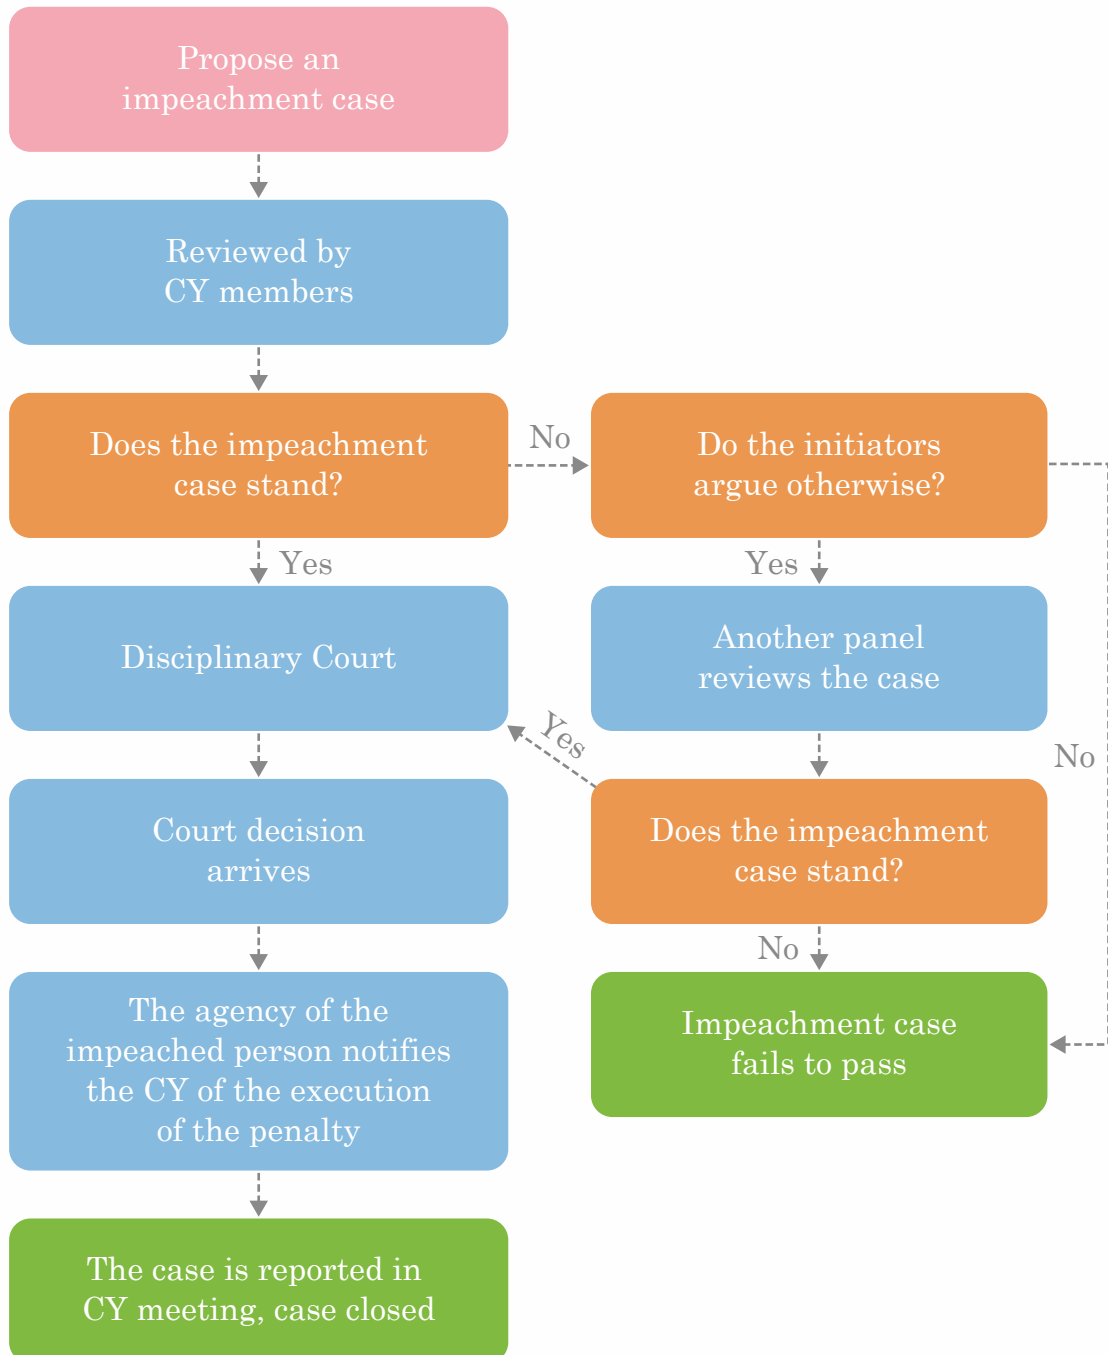 Propose an
impeachment case
Reviewed by
CY members
Does the impeachment
case stand?
No
Do the initiators
argue otherwise?
Yes
Yes
Disciplinary Court
Another panel
reviews the case
Yes
No
Court decision
arrives
Does the impeachment
case stand?
No
The agency of the
impeached person notifies
the CY of the execution
of the penalty
Impeachment case
fails to pass
The case is reported in
CY meeting, case closed